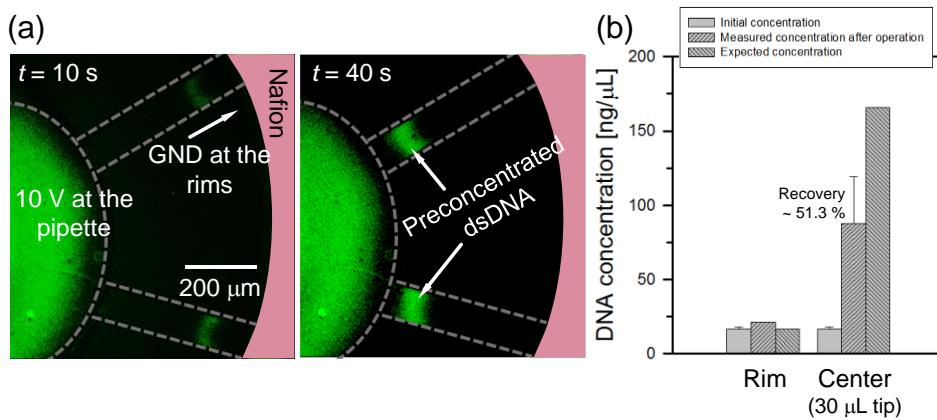 (a)
t = 10 s
Nafion
GND at the
rims
10 V at the
pipette
200 μm
t = 40 s
Preconcentrated
dsDNA
(b)
Initial concentration
Measured concentration after operation
Expected concentration
DNA concentration [ng/μL]
200
150
100
50
0
Recovery
~ 51.3 %
Rim
Center
(30 μL tip)